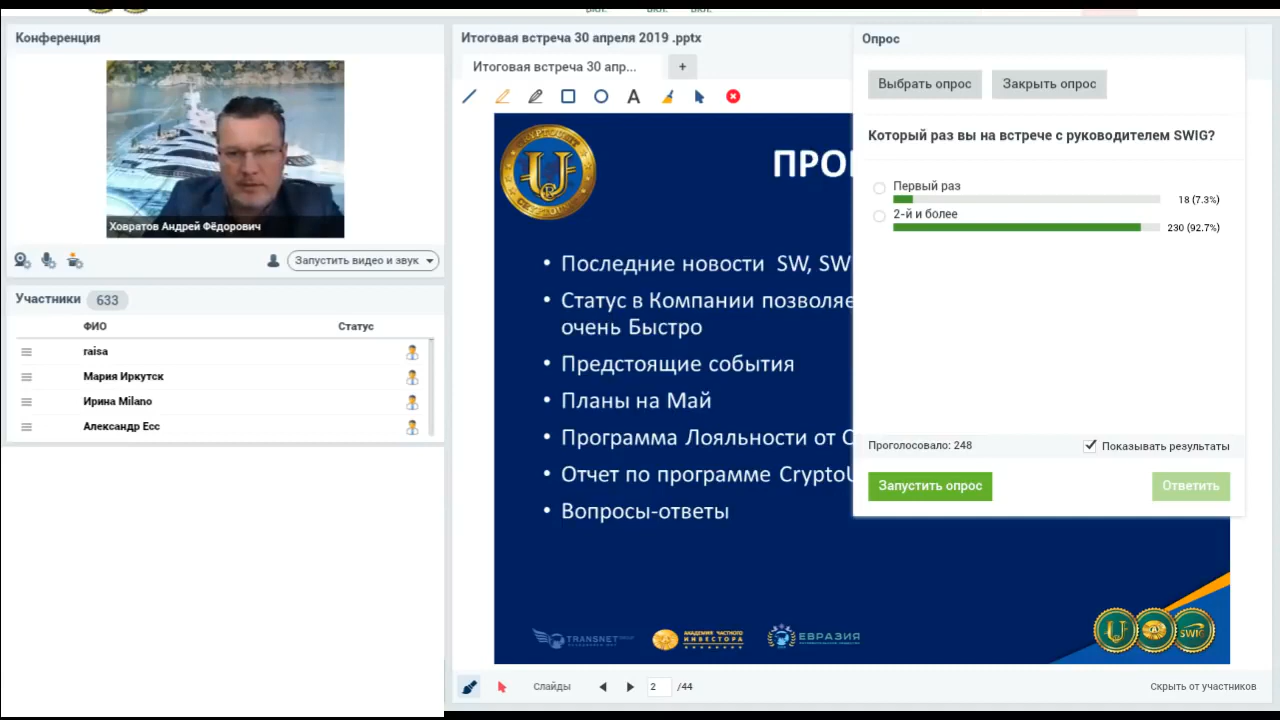 Конференция
Ховратов Андрей Фёдорович
Запустить видео и звук
Участники 633
ФИО Статус
raisa
Мария Иркутск
Ирина Milano
Александр Есс
Итоговая встреча 30 апреля 2019 .pptx
Итоговая встреча 30 апр... +
A
• Последние новости SW, SW
• Статус в Компании позволяе
очень Быстро
• Предстоящие события
• Планы на Май
• Программа Лояльности от
• Отчет по программе Crypto
• Вопросы-ответы
TRANSNET
АКАДЕМИЯ ЧАСТНОГО
ИНВЕСТОРА
ЕВРАЗИЯ
SWIG
Слайды 2 /44 Скрыть от участников
Опрос
Выбрать опрос Закрыть опрос
Который раз вы на встрече с руководителем SWIG?
Первый раз
18 (7.3%)
2-й и более
230 (92.7%)
Проголосовало: 248 Показывать результаты
Запустить опрос Ответить